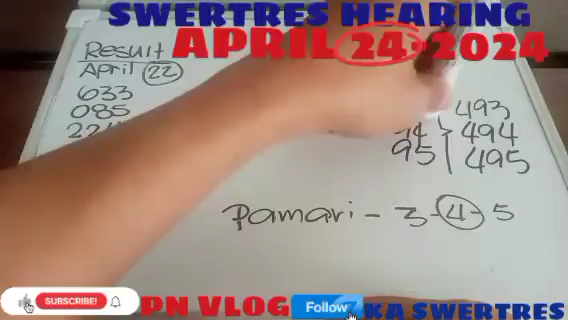 SWERTRES HEARING
APRIL 24-2024
Result
April 22
633
085
493
494
95 495
Pamari - 3-4-5
SUBSCRIBE!
PN VLOG
Follow
KA SWERTRES